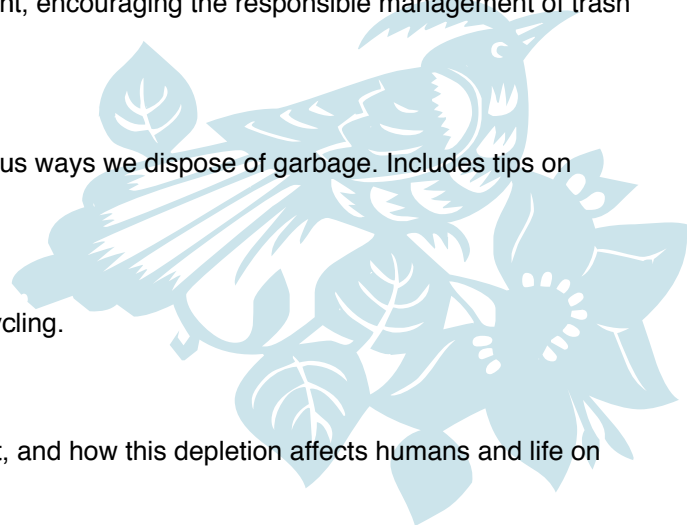 nt, encouraging the responsible management of trash
us ways we dispose of garbage. Includes tips on
cling.
t, and how this depletion affects humans and life on